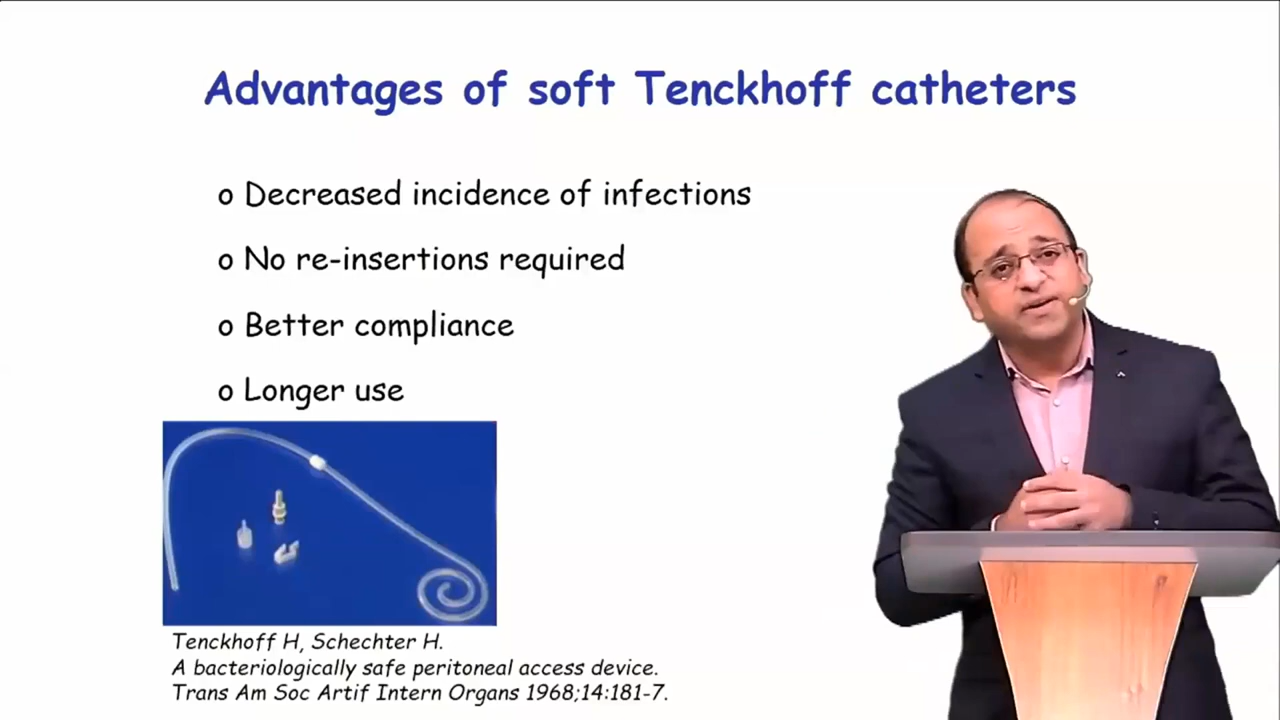 Advantages of soft Tenckhoff catheters
o Decreased incidence of infections
o No re-insertions required
o Better compliance
o Longer use
Tenckhoff H, Schechter H.
A bacteriologically safe peritoneal access device.
Trans Am Soc Artif Intern Organs 1968;14:181-7.